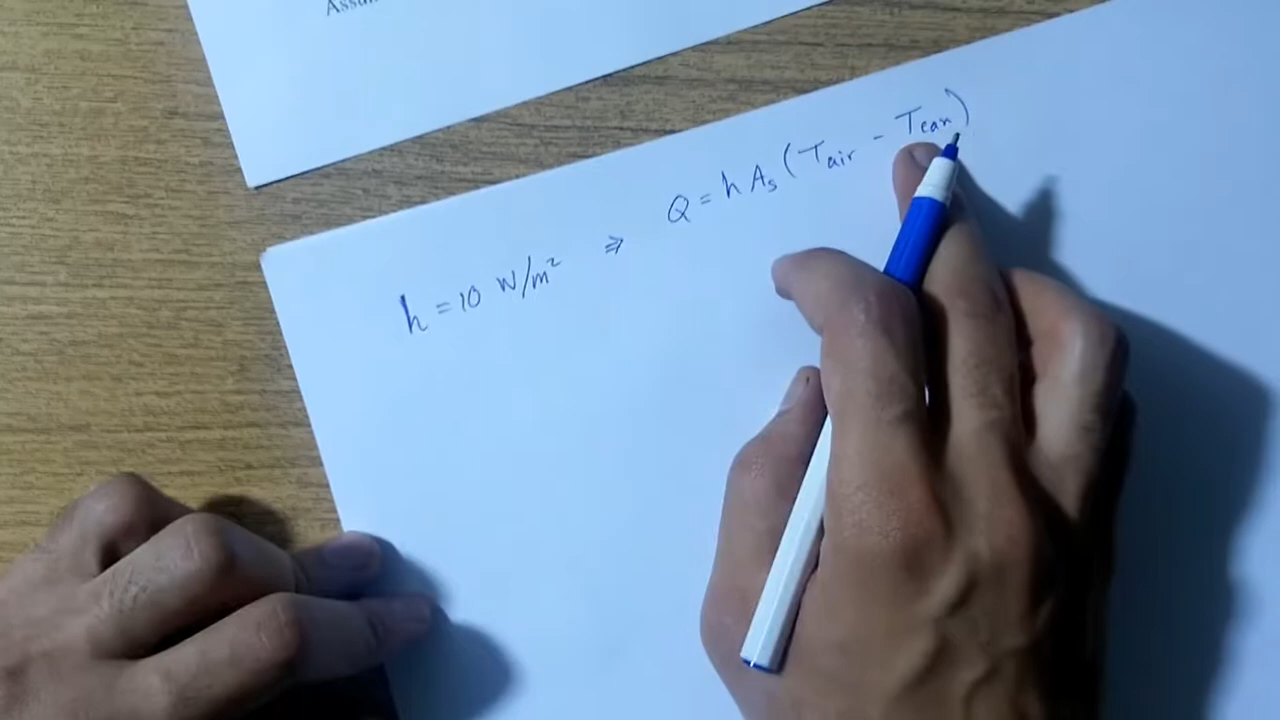 h = 10 W/m² ⇒ Q = h As (Tair - Tcan)